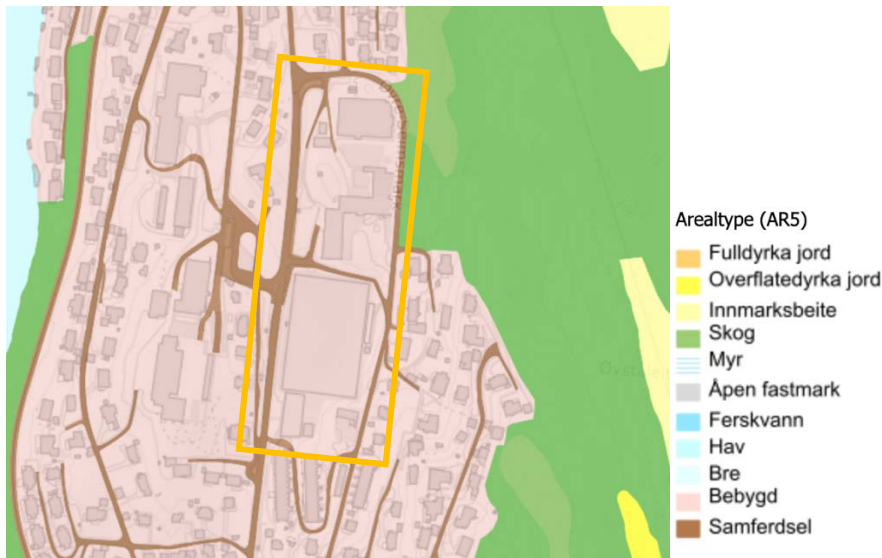 Arealtype (AR5)
Fulldyrka jord
Overflatedyrka jord
Innmarksbeite
Skog
Myr
Åpen fastmark
Ferskvann
Hav
Bre
Bebygd
Samferdsel